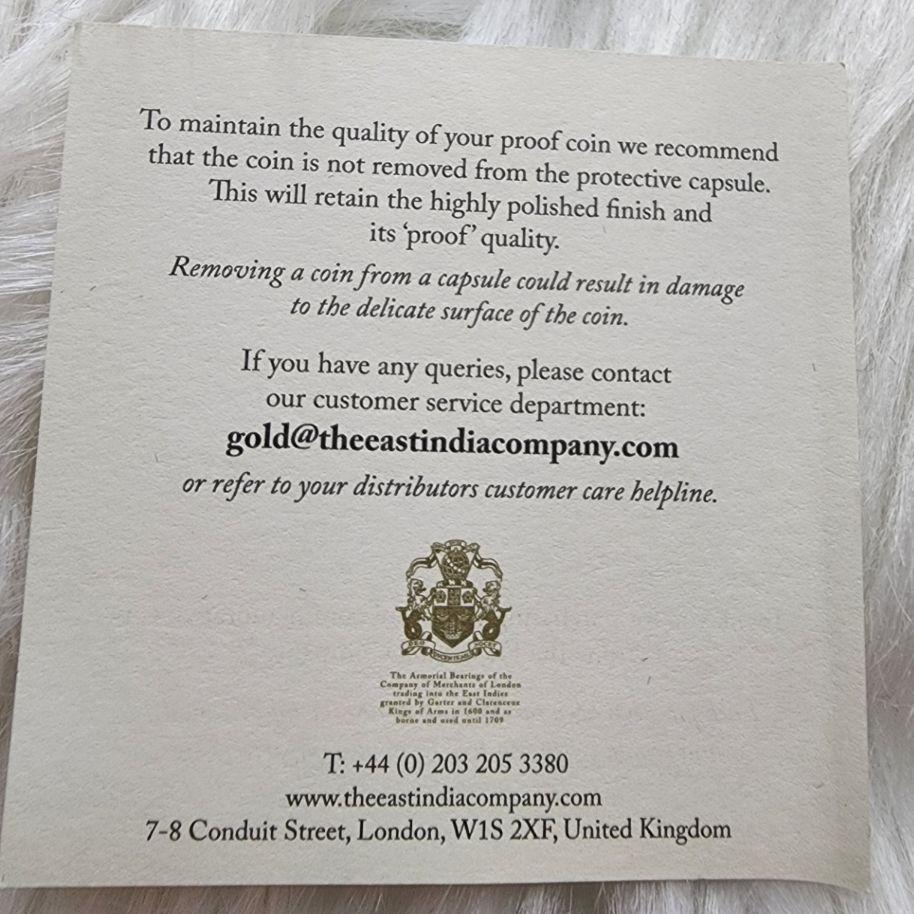 To maintain the quality of your proof coin we recommend
that the coin is not removed from the protective capsule.
This will retain the highly polished finish and
its ‘proof’ quality.
Removing a coin from a capsule could result in damage
to the delicate surface of the coin.
If you have any queries, please contact
our customer service department:
gold@theeastindiacompany.com
or refer to your distributors customer care helpline.
The Armorial Bearings of the
Company of Merchants of London
trading into the East Indies
granted by Garter and Clarenceux
Kings of Arms in 1600 and as
borne and used until 1709
T: +44 (0) 203 205 3380
www.theeastindiacompany.com
7-8 Conduit Street, London, W1S 2XF, United Kingdom